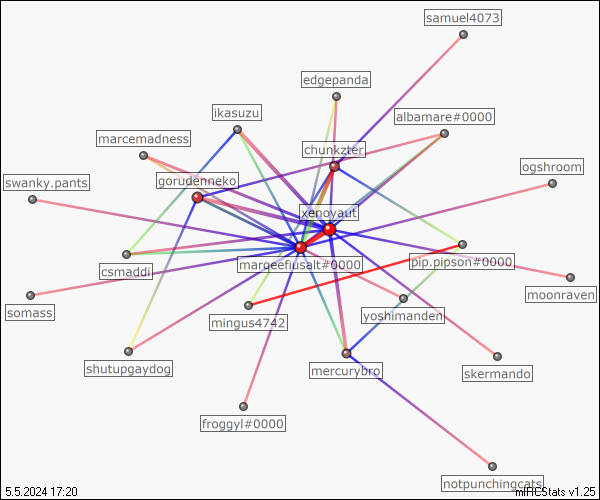 samuel4073
edgepanda
ikasuzu
albamare#0000
marcemadness
chunkzter
ogshroom
swanky.pants
gorudenneko
xenoyaut
marqeefiusalt#0000
pip.pipson#0000
csmaddi
moonraven
somass
mingus4742
yoshimanden
shutupgaydog
mercurybro
skermando
froggyl#0000
notpunchingcats
5.5.2024 17:20
mIRCStats v1.25